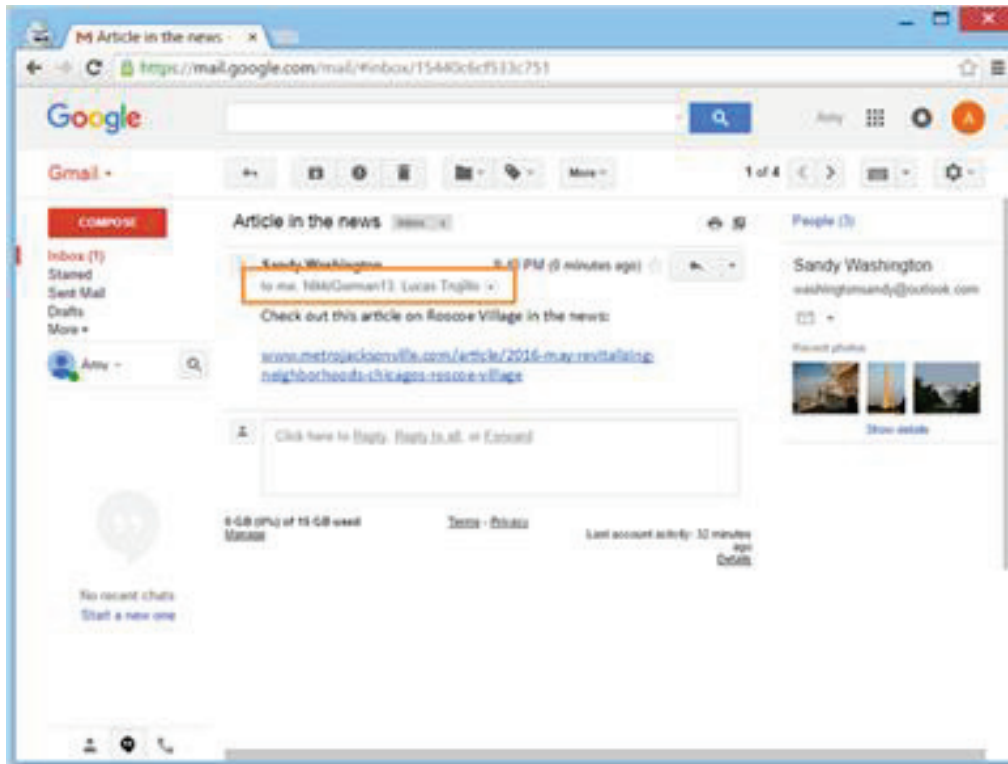 Article in the news
https://mail.google.com/mail/#inbox/15440c6cf533c751
Google
Amy
A
Gmail
More
1 of 4
COMPOSE
Inbox (1)
Starred
Sent Mail
Drafts
More
Amy
Article in the news Inbox x
People (3)
Sandy Washington 9:40 PM (0 minutes ago)
to me, NikkiGorman13, Lucas Trujillo
Sandy Washington
washingtonsandy@outlook.com
Check out this article on Roscoe Village in the news:
www.metrojacksonville.com/article/2016-may-revitalizing-
neighborhoods-chicagos-roscoe-village
Recent photos
Show details
Click here to Reply, Reply to all, or Forward
0 GB (0%) of 15 GB used
Manage
Terms - Privacy
Last account activity: 32 minutes
ago
Details
No recent chats
Start a new one